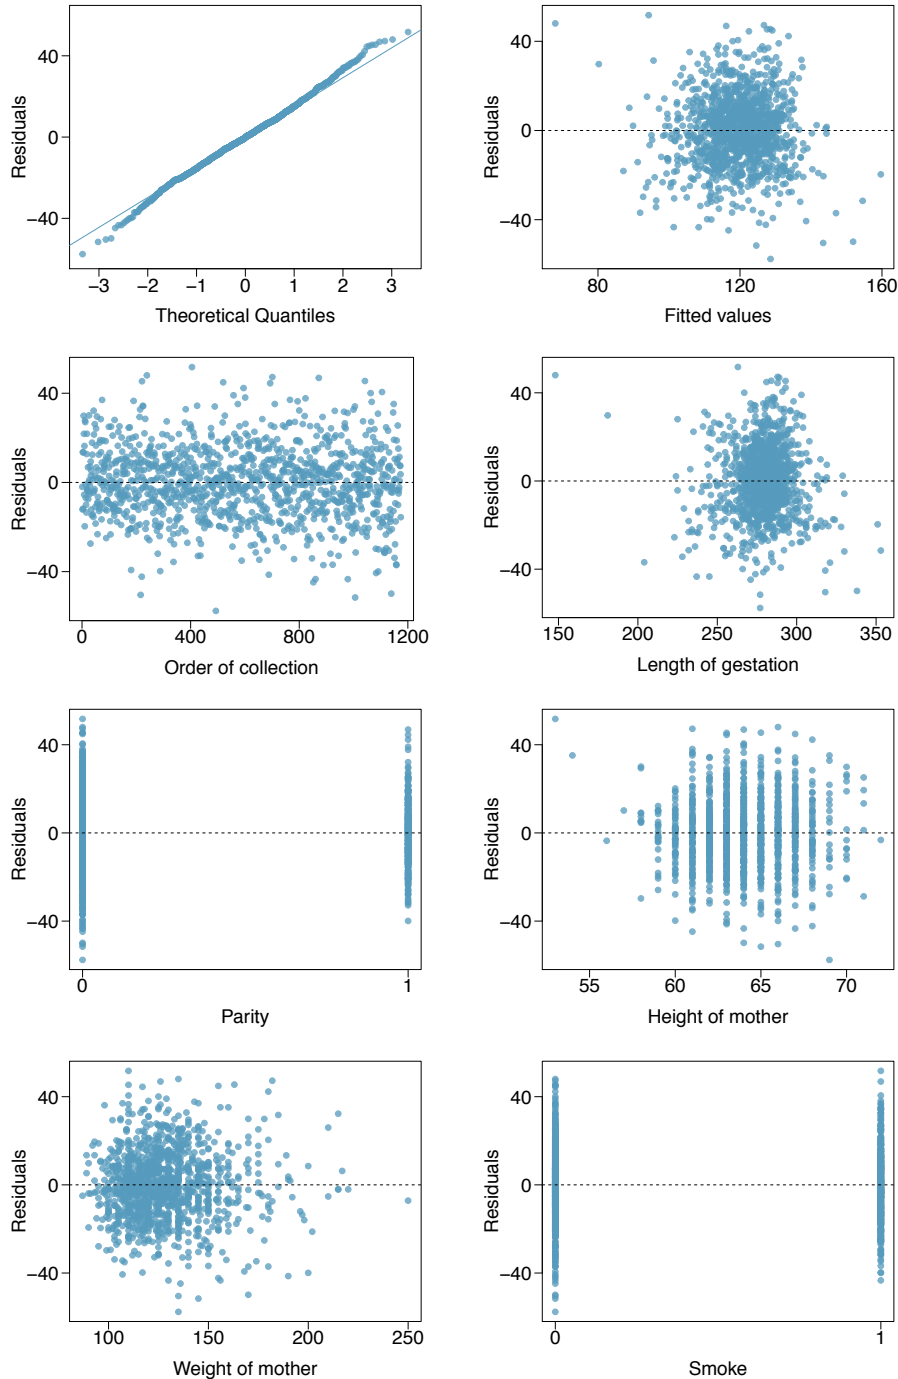 Residuals
40
0
−40
−3 −2 −1 0 1 2 3
Theoretical Quantiles
Residuals
40
0
−40
80 120 160
Fitted values
Residuals
40
0
−40
0 400 800 1200
Order of collection
Residuals
40
0
−40
150 200 250 300 350
Length of gestation
Residuals
40
0
−40
0 1
Parity
Residuals
40
0
−40
55 60 65 70
Height of mother
Residuals
40
0
−40
100 150 200 250
Weight of mother
Residuals
40
0
−40
0 1
Smoke